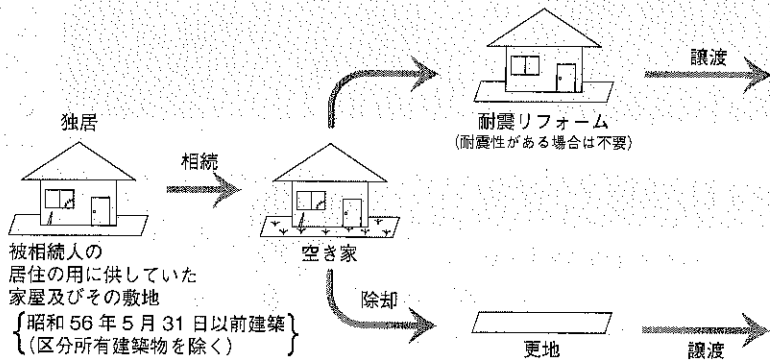 独居
被相続人の
居住の用に供していた
家屋及びその敷地
{昭和56年5月31日以前建築
(区分所有建築物を除く)}
相続
空き家
耐震リフォーム
(耐震性がある場合は不要)
譲渡
除却
更地
譲渡